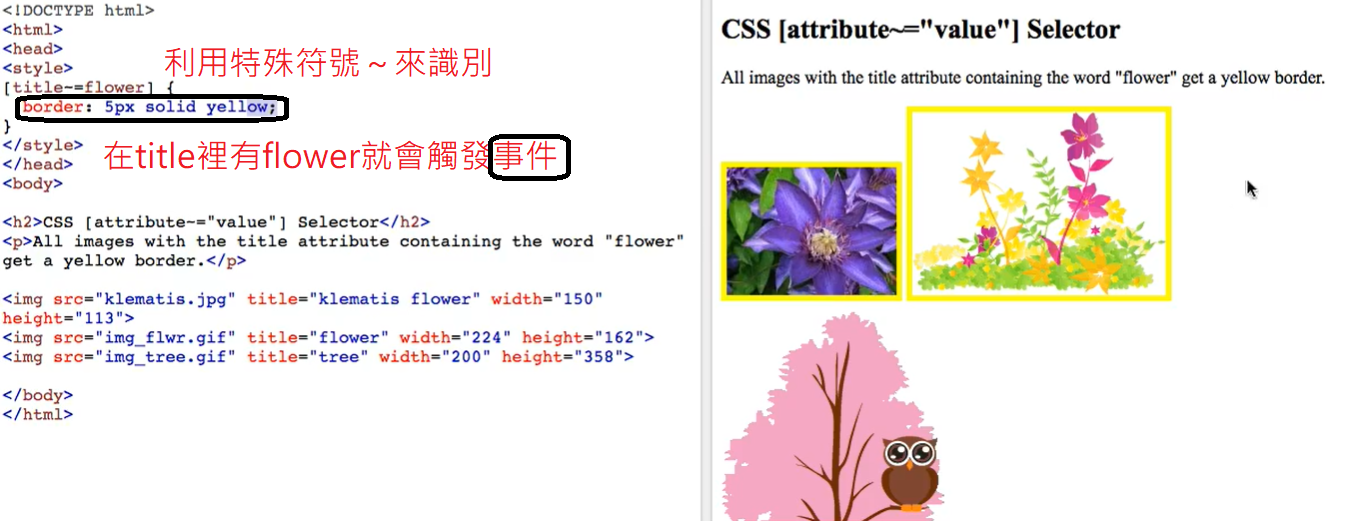 <!DOCTYPE html>
<html>
<head>
<style>
利用特殊符號～來識別
[title~=flower] {
border: 5px solid yellow;
}
</style>
在title裡有flower就會觸發事件
</head>
<body>
<h2>CSS [attribute~="value"] Selector</h2>
<p>All images with the title attribute containing the word "flower"
get a yellow border.</p>
<img src="klematis.jpg" title="klematis flower" width="150"
height="113">
<img src="img_flwr.gif" title="flower" width="224" height="162">
<img src="img_tree.gif" title="tree" width="200" height="358">
</body>
</html>
CSS [attribute~="value"] Selector
All images with the title attribute containing the word "flower" get a yellow border.